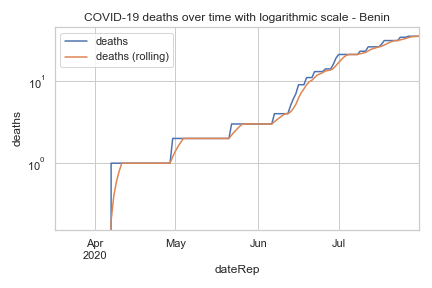 COVID-19 deaths over time with logarithmic scale - Benin
deaths
deaths (rolling)
10¹
10⁰
deaths
Apr
2020
May
Jun
Jul
dateRep